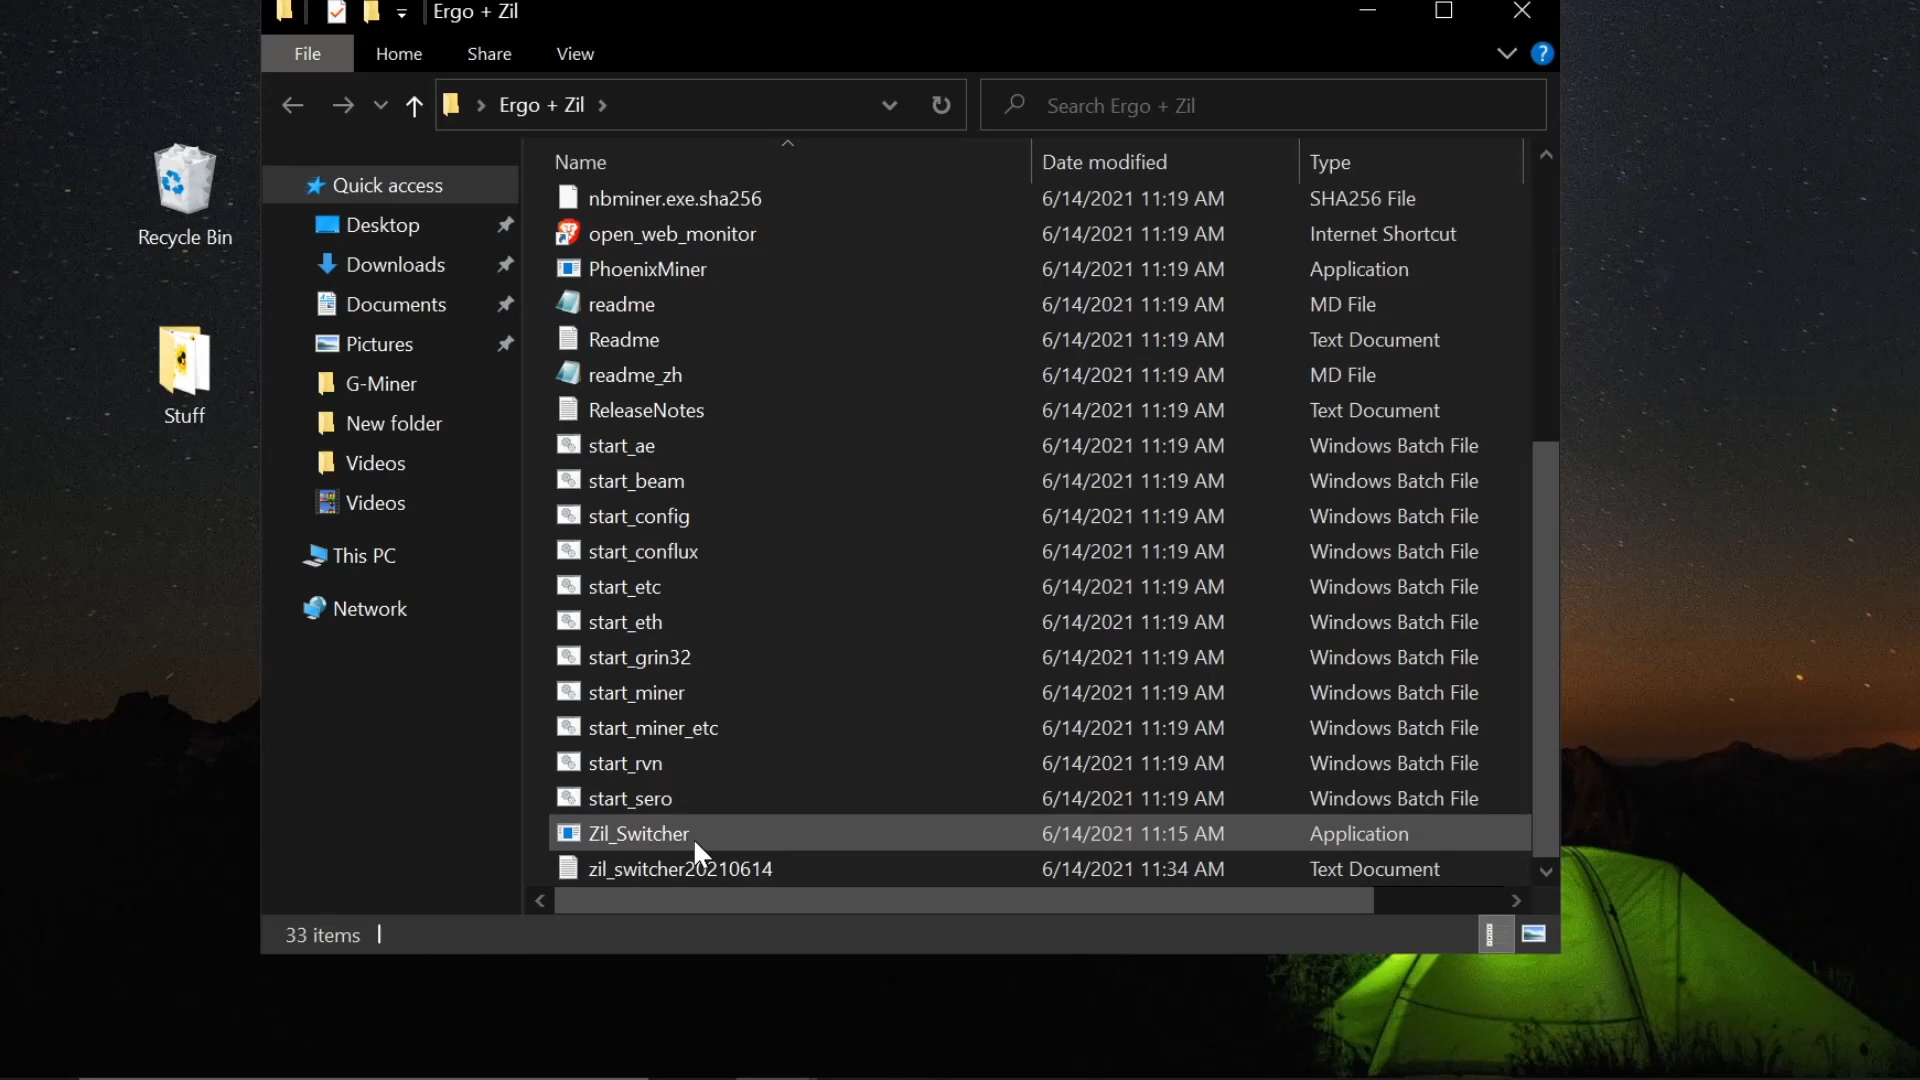 Ergo + Zil
File Home Share View
Ergo + Zil
Search Ergo + Zil
Recycle Bin
Stuff
Quick access
Desktop
Downloads
Documents
Pictures
G-Miner
New folder
Videos
Videos
This PC
Network
Name Date modified Type
nbminer.exe.sha256 6/14/2021 11:19 AM SHA256 File
open_web_monitor 6/14/2021 11:19 AM Internet Shortcut
PhoenixMiner 6/14/2021 11:19 AM Application
readme 6/14/2021 11:19 AM MD File
Readme 6/14/2021 11:19 AM Text Document
readme_zh 6/14/2021 11:19 AM MD File
ReleaseNotes 6/14/2021 11:19 AM Text Document
start_ae 6/14/2021 11:19 AM Windows Batch File
start_beam 6/14/2021 11:19 AM Windows Batch File
start_config 6/14/2021 11:19 AM Windows Batch File
start_conflux 6/14/2021 11:19 AM Windows Batch File
start_etc 6/14/2021 11:19 AM Windows Batch File
start_eth 6/14/2021 11:19 AM Windows Batch File
start_grin32 6/14/2021 11:19 AM Windows Batch File
start_miner 6/14/2021 11:19 AM Windows Batch File
start_miner_etc 6/14/2021 11:19 AM Windows Batch File
start_rvn 6/14/2021 11:19 AM Windows Batch File
start_sero 6/14/2021 11:19 AM Windows Batch File
Zil_Switcher 6/14/2021 11:15 AM Application
zil_switcher20210614 6/14/2021 11:34 AM Text Document
33 items